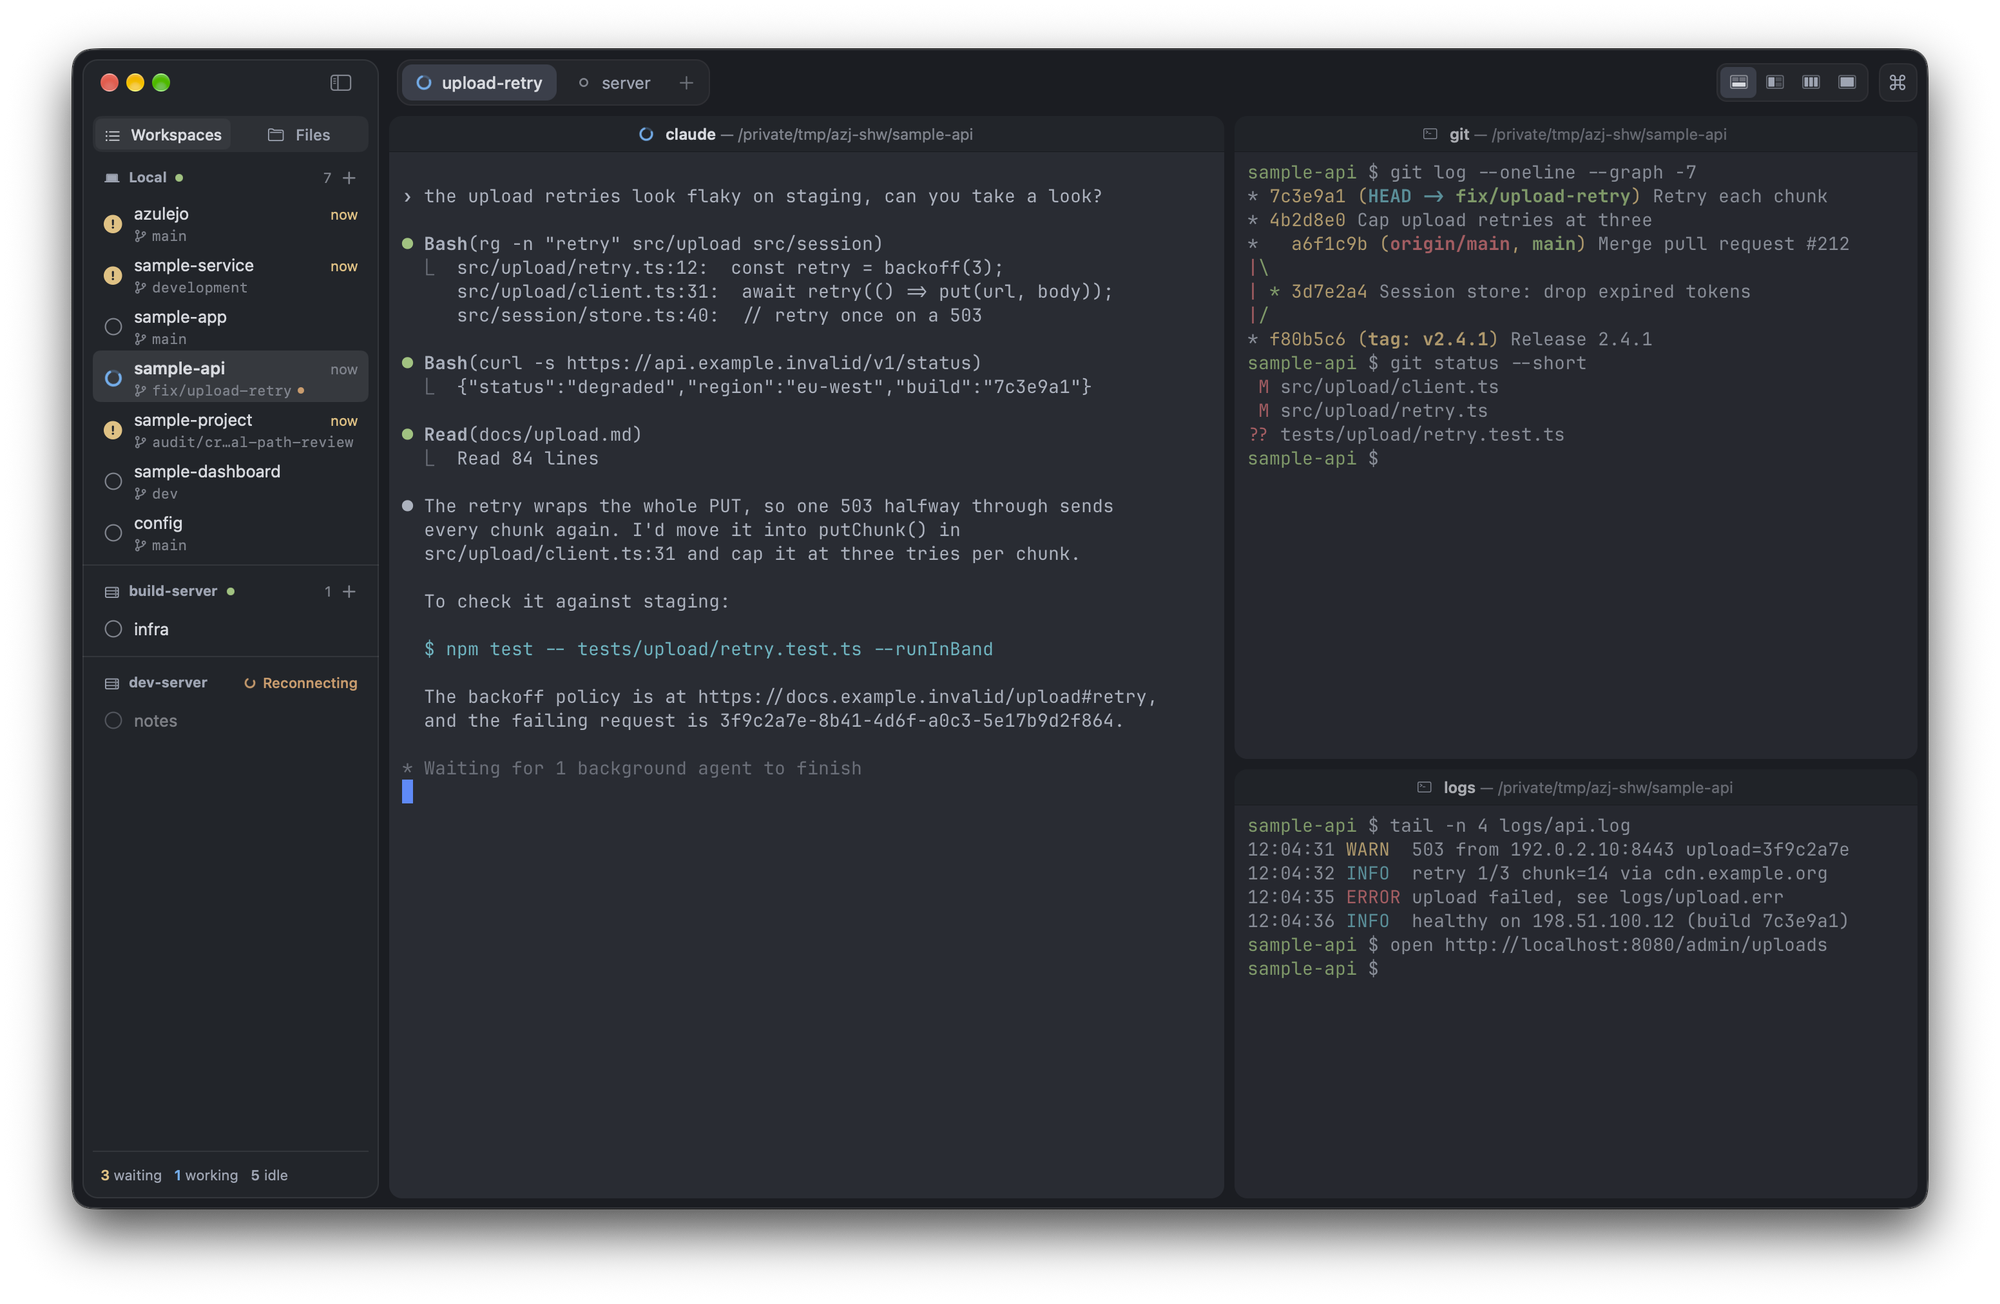 Workspaces Files
Local 7 +
! azulejo now
main
! sample-service now
development
sample-app
main
sample-api now
fix/upload-retry
! sample-project now
audit/cr…al-path-review
sample-dashboard
dev
config
main
build-server 1 +
infra
dev-server Reconnecting
notes
3 waiting 1 working 5 idle
upload-retry server + ⌘
claude — /private/tmp/azj-shw/sample-api
› the upload retries look flaky on staging, can you take a look?
● Bash(rg -n "retry" src/upload src/session)
⎿ src/upload/retry.ts:12: const retry = backoff(3);
src/upload/client.ts:31: await retry(() => put(url, body));
src/session/store.ts:40: // retry once on a 503
● Bash(curl -s https://api.example.invalid/v1/status)
⎿ {"status":"degraded","region":"eu-west","build":"7c3e9a1"}
● Read(docs/upload.md)
⎿ Read 84 lines
● The retry wraps the whole PUT, so one 503 halfway through sends
every chunk again. I'd move it into putChunk() in
src/upload/client.ts:31 and cap it at three tries per chunk.
To check it against staging:
$ npm test -- tests/upload/retry.test.ts --runInBand
The backoff policy is at https://docs.example.invalid/upload#retry,
and the failing request is 3f9c2a7e-8b41-4d6f-a0c3-5e17b9d2f864.
* Waiting for 1 background agent to finish
git — /private/tmp/azj-shw/sample-api
sample-api $ git log --oneline --graph -7
* 7c3e9a1 (HEAD -> fix/upload-retry) Retry each chunk
* 4b2d8e0 Cap upload retries at three
*   a6f1c9b (origin/main, main) Merge pull request #212
|\
| * 3d7e2a4 Session store: drop expired tokens
|/
* f80b5c6 (tag: v2.4.1) Release 2.4.1
sample-api $ git status --short
M src/upload/client.ts
M src/upload/retry.ts
?? tests/upload/retry.test.ts
sample-api $
logs — /private/tmp/azj-shw/sample-api
sample-api $ tail -n 4 logs/api.log
12:04:31 WARN  503 from 192.0.2.10:8443 upload=3f9c2a7e
12:04:32 INFO  retry 1/3 chunk=14 via cdn.example.org
12:04:35 ERROR upload failed, see logs/upload.err
12:04:36 INFO  healthy on 198.51.100.12 (build 7c3e9a1)
sample-api $ open http://localhost:8080/admin/uploads
sample-api $